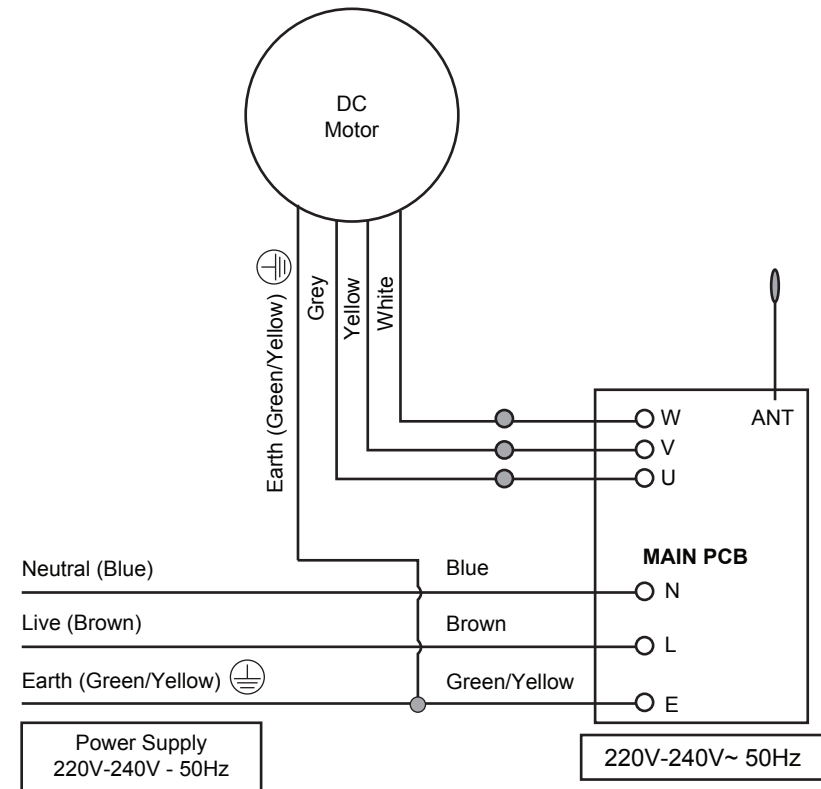 DC
Motor
Earth (Green/Yellow)
Grey
Yellow
White
W
ANT
V
U
MAIN PCB
Neutral (Blue)
Blue
N
Live (Brown)
Brown
L
Earth (Green/Yellow)
Green/Yellow
E
Power Supply
220V-240V - 50Hz
220V-240V~ 50Hz